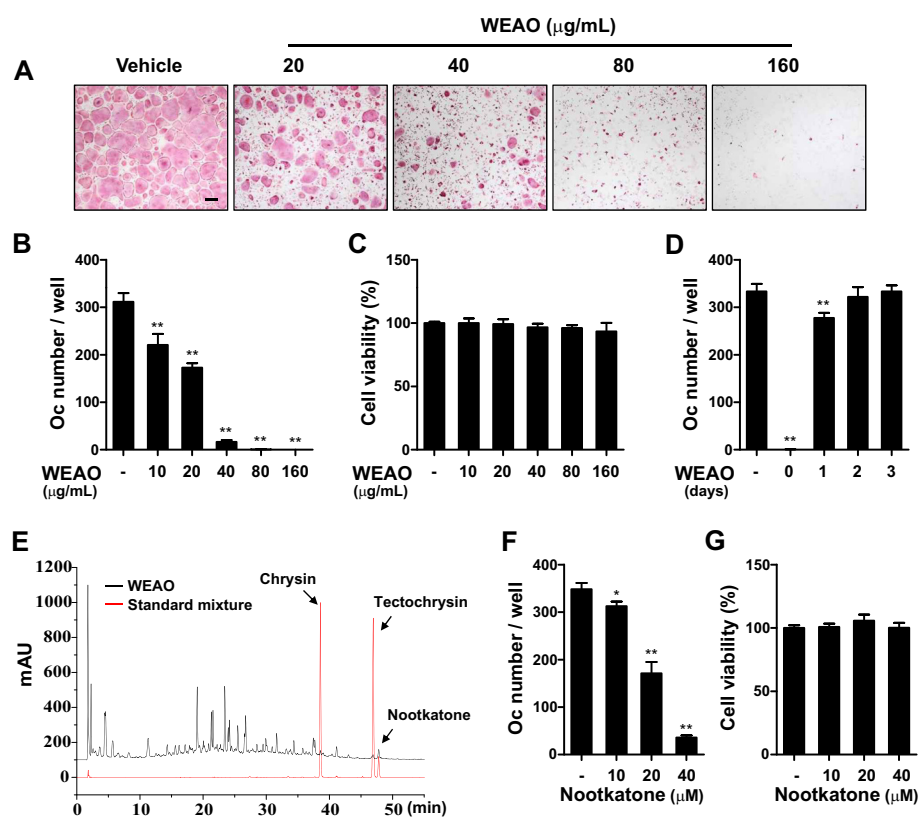 WEAO (μg/mL)
A
Vehicle 20 40 80 160
B
Oc number / well
400
300
200
100
0
** ** ** ** **
WEAO - 10 20 40 80 160
(μg/mL)
C
Cell viability (%)
150
100
50
0
WEAO - 10 20 40 80 160
(μg/mL)
D
Oc number / well
400
300
200
100
0
** **
WEAO - 0 1 2 3
(days)
E
mAU
1200
1000
800
600
400
200
0
WEAO
Standard mixture
Chrysin
Tectochrysin
Nootkatone
0 10 20 30 40 50 (min)
F
Oc number / well
400
300
200
100
0
* ** **
- 10 20 40
Nootkatone (μM)
G
Cell viability (%)
150
100
50
0
- 10 20 40
Nootkatone (μM)